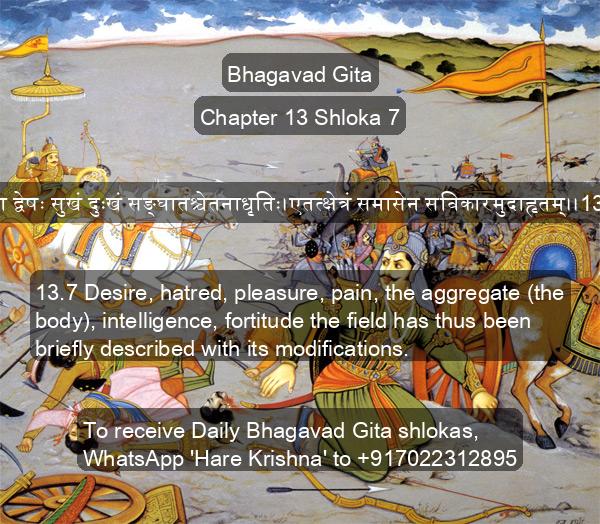 Bhagavad Gita
Chapter 13 Shloka 7
द्वेषः सुखं दुःखं सङ्घातश्चेतनाधृतिः।एतत्क्षेत्रं समासेन सविकारमुदाहृतम्।।13
13.7 Desire, hatred, pleasure, pain, the aggregate (the
body), intelligence, fortitude the field has thus been
briefly described with its modifications.
To receive Daily Bhagavad Gita shlokas,
WhatsApp 'Hare Krishna' to +917022312895